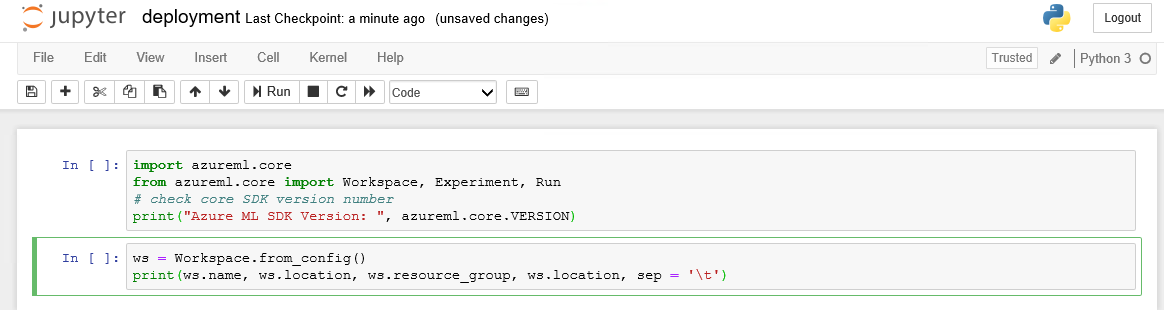 jupyter deployment Last Checkpoint: a minute ago (unsaved changes) Logout
File Edit View Insert Cell Kernel Help Trusted Python 3
Run Code
In [ ]: import azureml.core
from azureml.core import Workspace, Experiment, Run
# check core SDK version number
print("Azure ML SDK Version: ", azureml.core.VERSION)
In [ ]: ws = Workspace.from_config()
print(ws.name, ws.location, ws.resource_group, ws.location, sep = '\t')